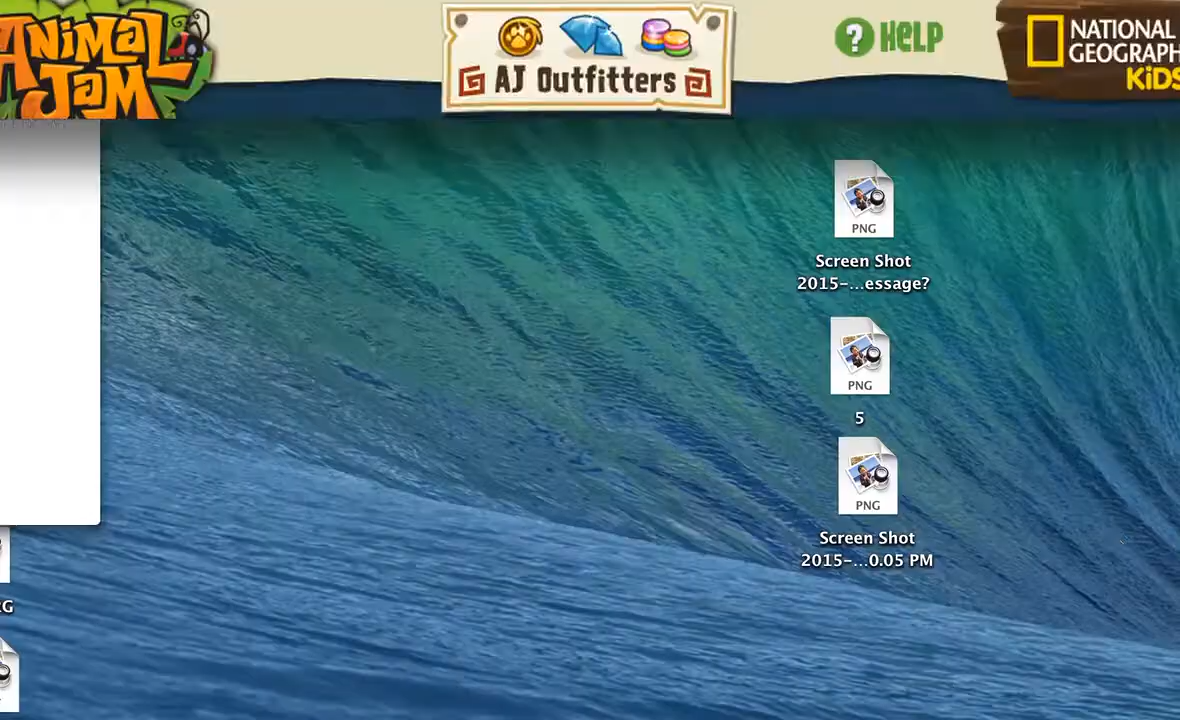 ANIMAL
JAM
AJ Outfitters
? HELP
NATIONAL
GEOGRAPH
KiDS
PNG
Screen Shot
2015-...essage?
PNG
5
PNG
Screen Shot
2015-...0.05 PM
G